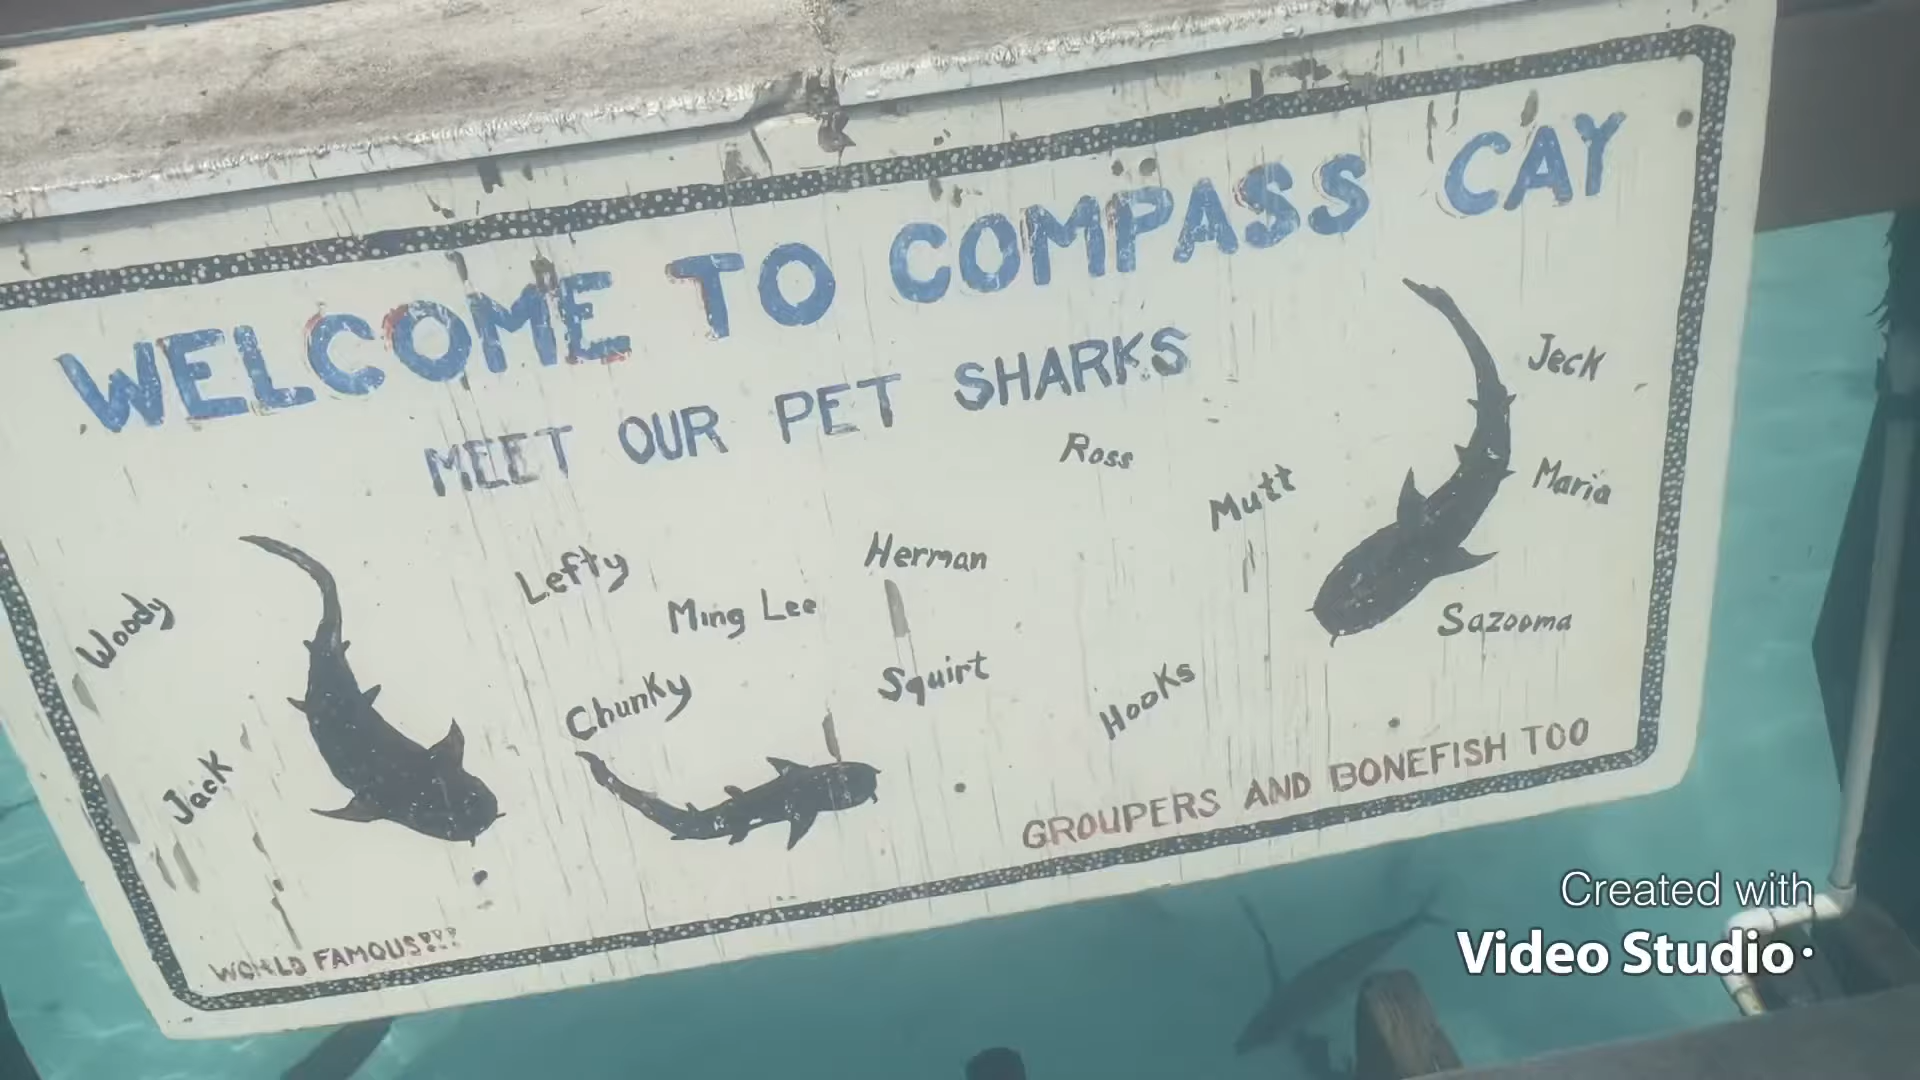 WELCOME TO COMPASS CAY
MEET OUR PET SHARKS
Ross
Jeck
Mutt
Maria
Herman
Lefty
Ming Lee
Woody
Sazooma
Squirt
Chunky
Hooks
Jack
GROUPERS AND BONEFISH TOO
WORLD FAMOUS!!!
Created with
Video Studio